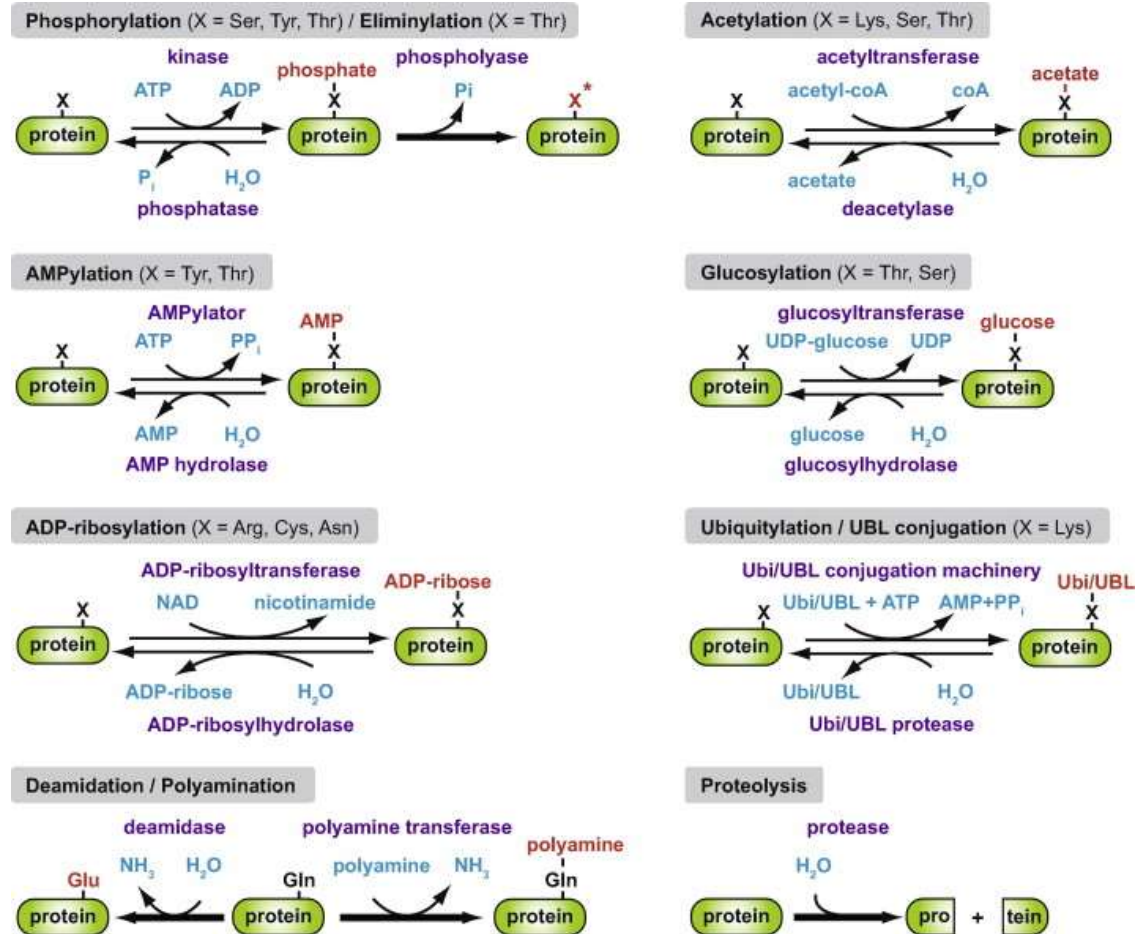 Phosphorylation (X = Ser, Tyr, Thr) / Eliminylation (X = Thr)
kinase
phospholyase
ATP
ADP
phosphate
Pi
X
X
X*
protein
protein
protein
Pi
H2O
phosphatase
Acetylation (X = Lys, Ser, Thr)
acetyltransferase
acetyl-coA
coA
acetate
X
X
protein
protein
acetate
H2O
deacetylase
AMPylation (X = Tyr, Thr)
AMPylator
ATP
PPi
AMP
X
X
protein
protein
AMP
H2O
AMP hydrolase
Glucosylation (X = Thr, Ser)
glucosyltransferase
UDP-glucose
UDP
glucose
X
X
protein
protein
glucose
H2O
glucosylhydrolase
ADP-ribosylation (X = Arg, Cys, Asn)
ADP-ribosyltransferase
NAD
nicotinamide
ADP-ribose
X
X
protein
protein
ADP-ribose
H2O
ADP-ribosylhydrolase
Ubiquitylation / UBL conjugation (X = Lys)
Ubi/UBL conjugation machinery
Ubi/UBL + ATP
AMP+PPi
Ubi/UBL
X
X
protein
protein
Ubi/UBL
H2O
Ubi/UBL protease
Deamidation / Polyamination
deamidase
polyamine transferase
Glu
NH3
H2O
Gln
polyamine
NH3
polyamine
Gln
protein
protein
protein
Proteolysis
protease
H2O
protein
pro
+
tein